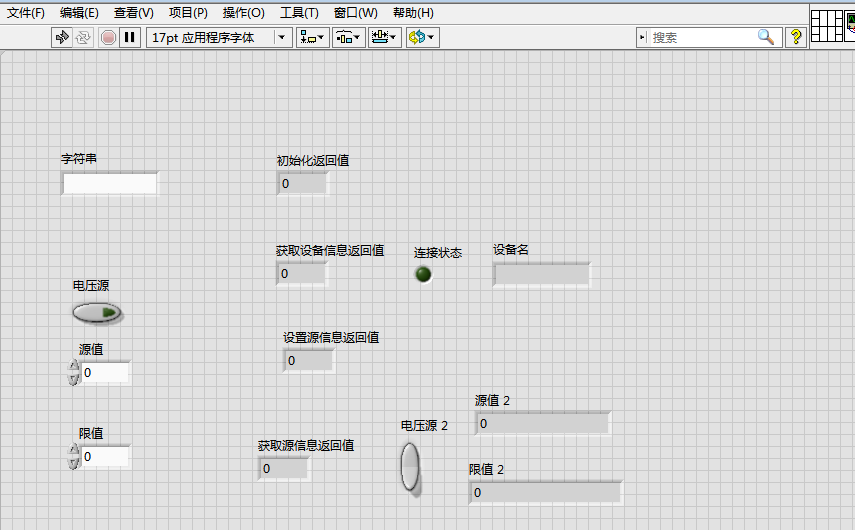 文件(F) 编辑(E) 查看(V) 项目(P) 操作(O) 工具(T) 窗口(W) 帮助(H)
17pt 应用程序字体 搜索 ?
字符串 初始化返回值
0
获取设备信息返回值 连接状态 设备名
0
电压源
设置源信息返回值
源值
0
0
源值 2
电压源 2 0
限值
获取源信息返回值
0
限值 2
0
0